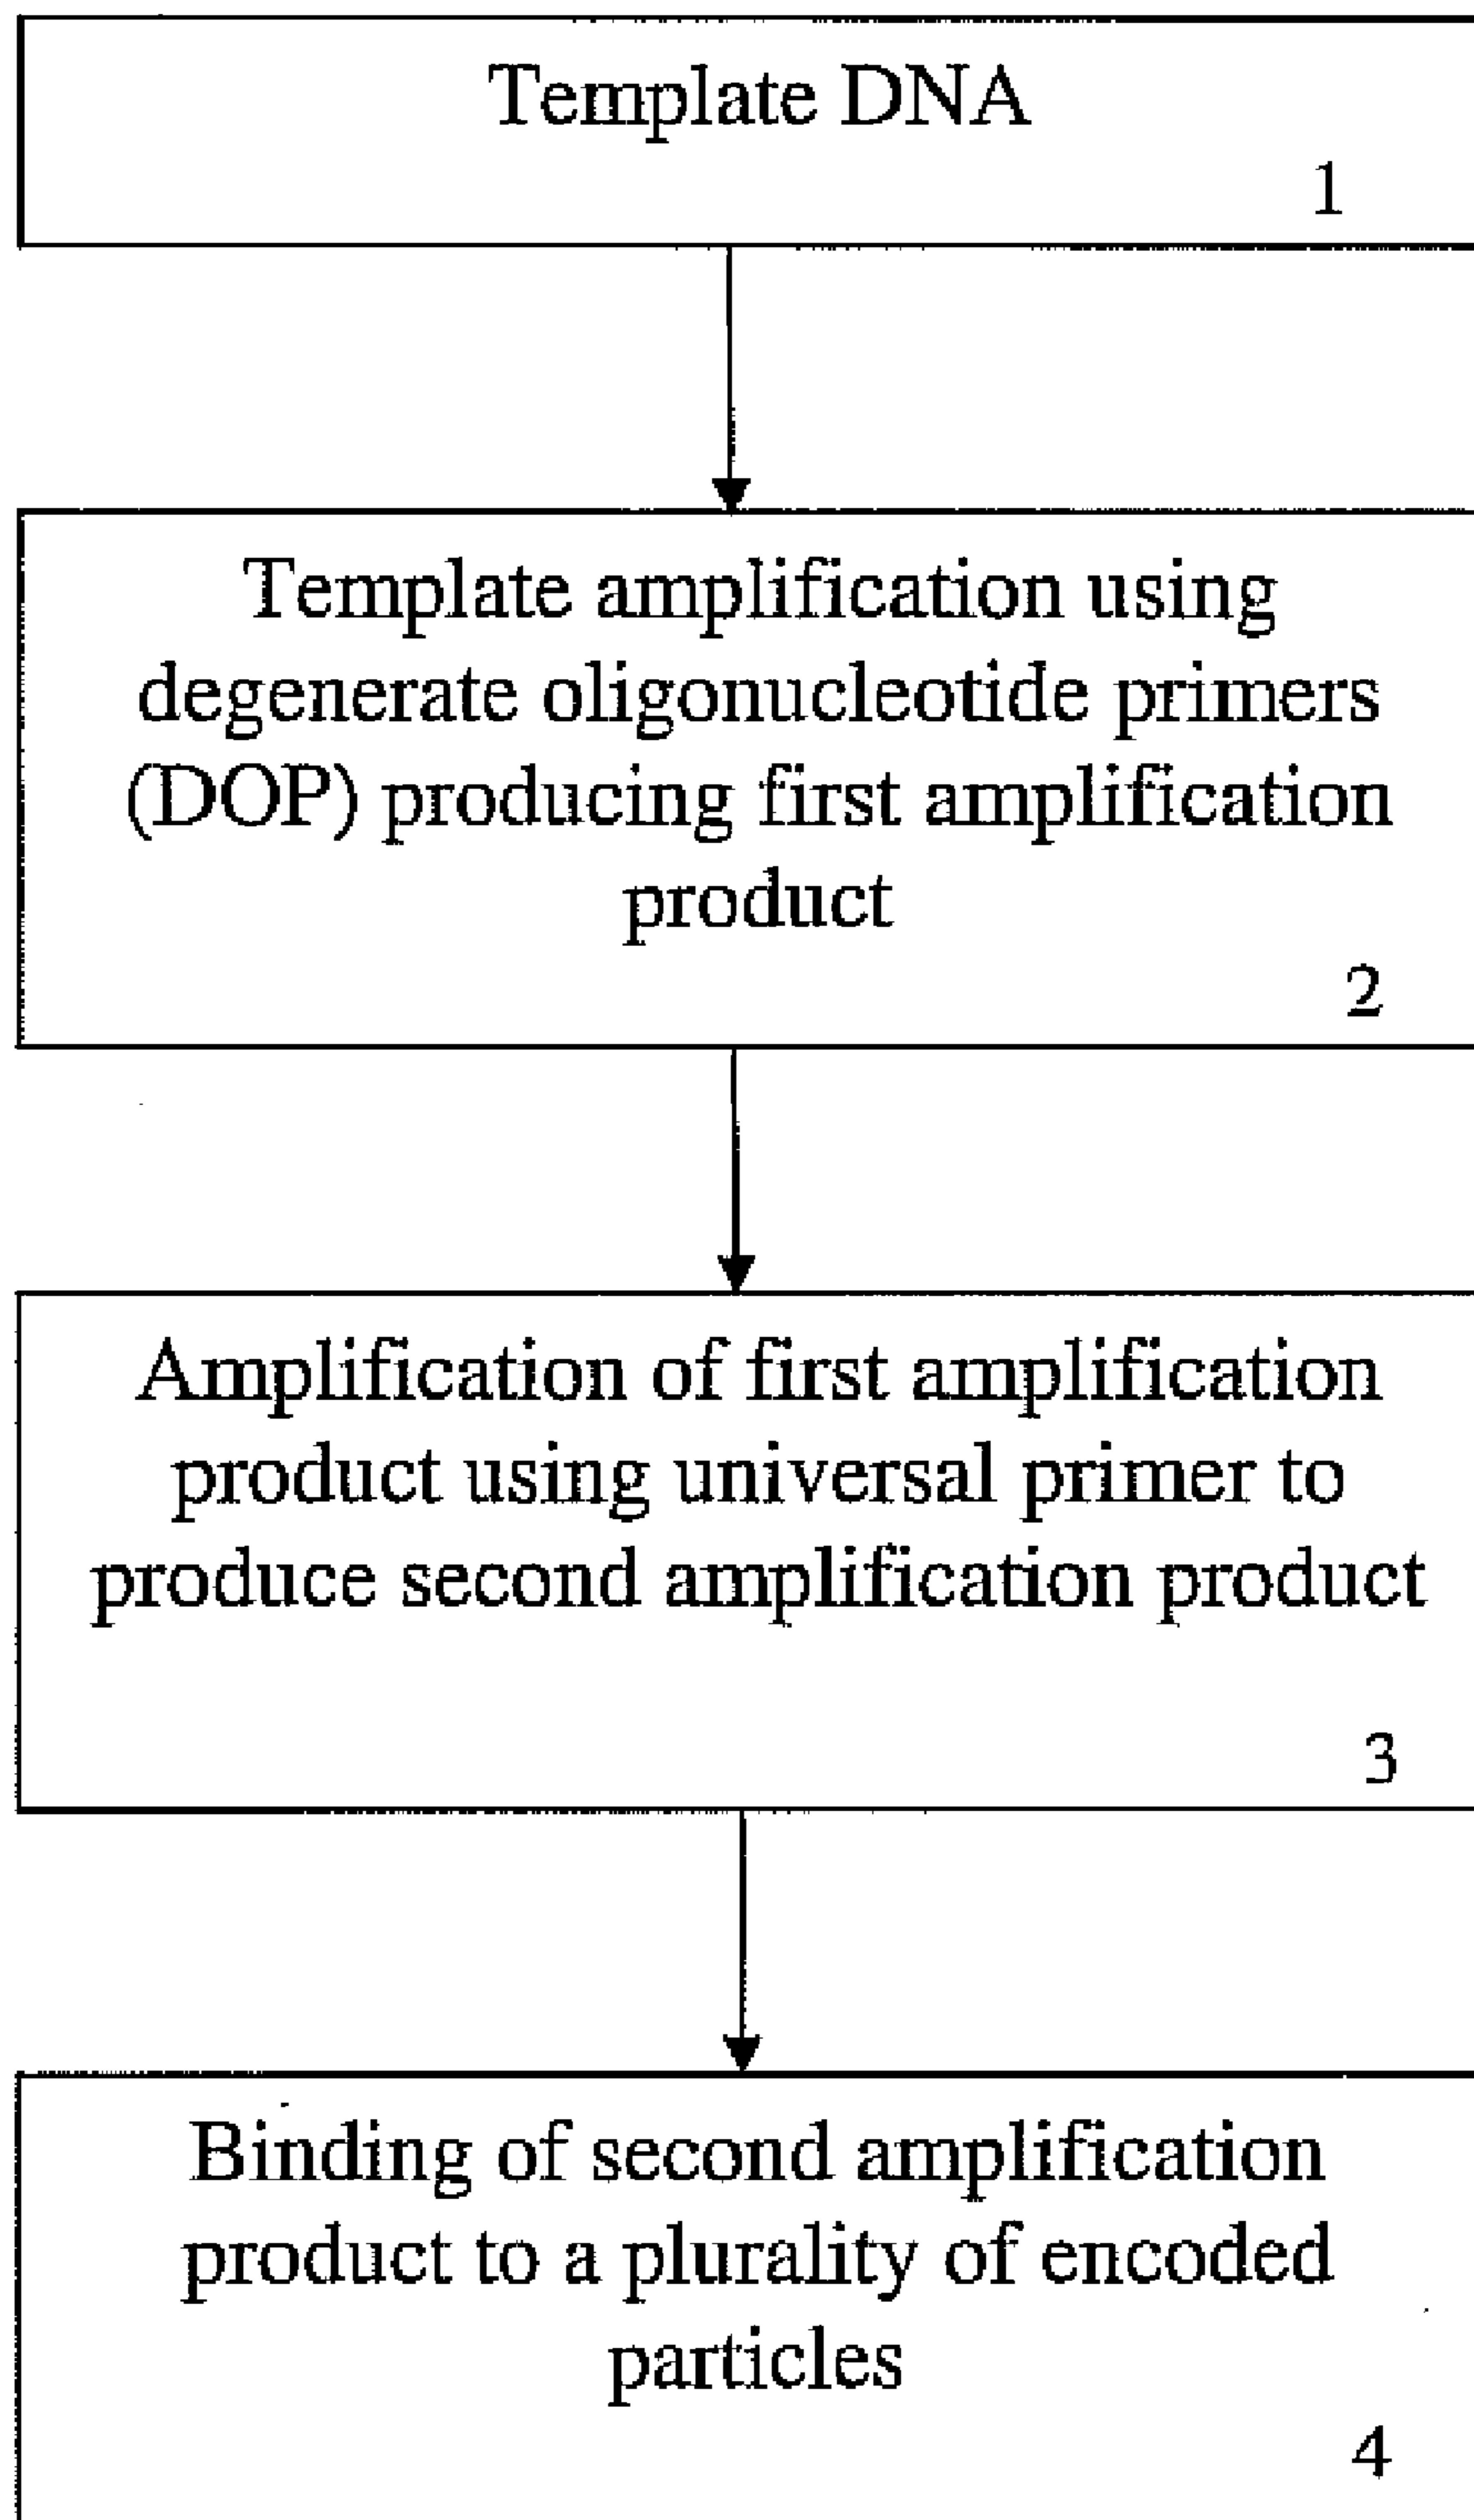 Template DNA
1
Template amplification using
degenerate oligonucleotide primers
(DOP) producing first amplification
product
2
Amplification of first amplification
product using universal primer to
produce second amplification product
3
Binding of second amplification
product to a plurality of encoded
particles
4